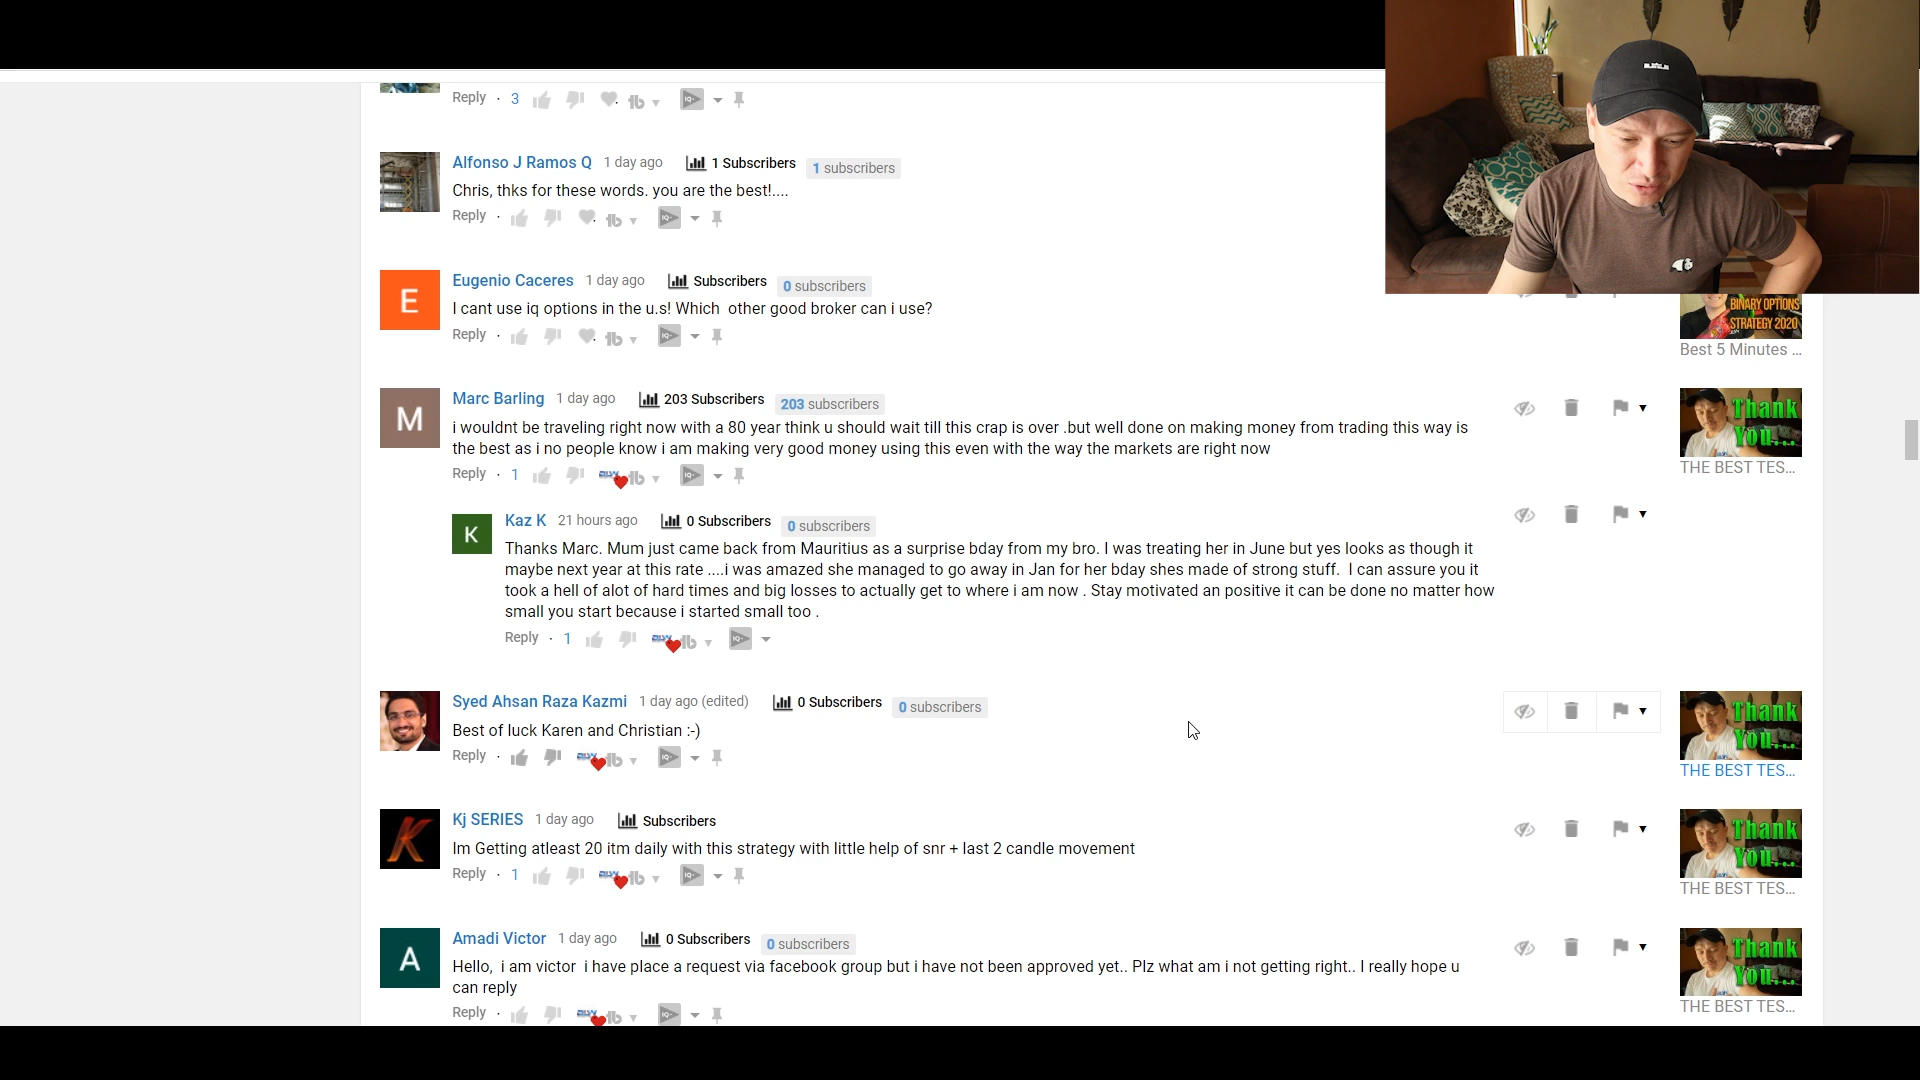 Reply · 3
Alfonso J Ramos Q 1 day ago 1 Subscribers 1 subscribers
Chris, thks for these words. you are the best!....
Reply ·
Eugenio Caceres 1 day ago Subscribers 0 subscribers
I cant use iq options in the u.s! Which other good broker can i use?
Reply ·
BINARY OPTIONS
STRATEGY 2020
Best 5 Minutes ...
Marc Barling 1 day ago 203 Subscribers 203 subscribers
i wouldnt be traveling right now with a 80 year think u should wait till this crap is over .but well done on making money from trading this way is
the best as i no people know i am making very good money using this even with the way the markets are right now
Reply · 1
Thank
You...
THE BEST TES...
Kaz K 21 hours ago 0 Subscribers 0 subscribers
Thanks Marc. Mum just came back from Mauritius as a surprise bday from my bro. I was treating her in June but yes looks as though it
maybe next year at this rate ....i was amazed she managed to go away in Jan for her bday shes made of strong stuff. I can assure you it
took a hell of alot of hard times and big losses to actually get to where i am now . Stay motivated an positive it can be done no matter how
small you start because i started small too .
Reply · 1
Syed Ahsan Raza Kazmi 1 day ago (edited) 0 Subscribers 0 subscribers
Best of luck Karen and Christian :-)
Reply ·
Thank
You...
THE BEST TES...
Kj SERIES 1 day ago Subscribers
Im Getting atleast 20 itm daily with this strategy with little help of snr + last 2 candle movement
Reply · 1
Thank
You...
THE BEST TES...
Amadi Victor 1 day ago 0 Subscribers 0 subscribers
Hello, i am victor i have place a request via facebook group but i have not been approved yet.. Plz what am i not getting right.. I really hope u
can reply
Reply ·
Thank
You...
THE BEST TES...